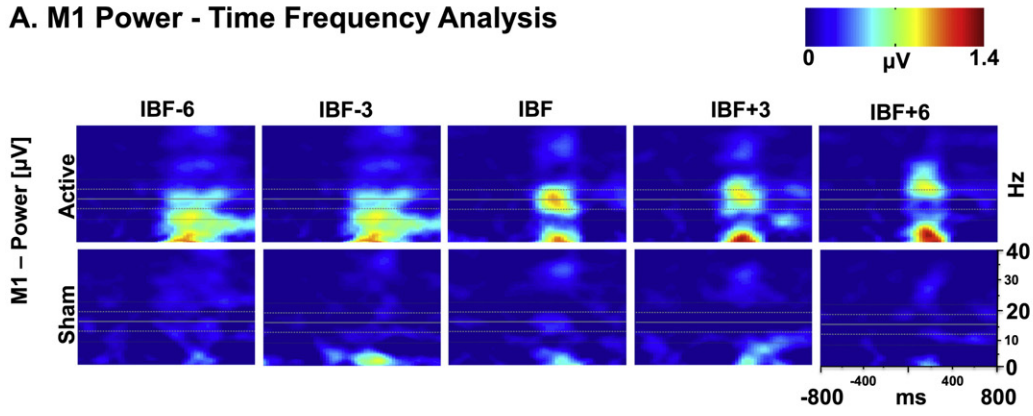 A. M1 Power - Time Frequency Analysis
0 µV 1.4
IBF-6 IBF-3 IBF IBF+3 IBF+6
M1 – Power [µV]
Active
Hz
Sham
40
30
20
10
0
-800 -400 0 400 800
ms